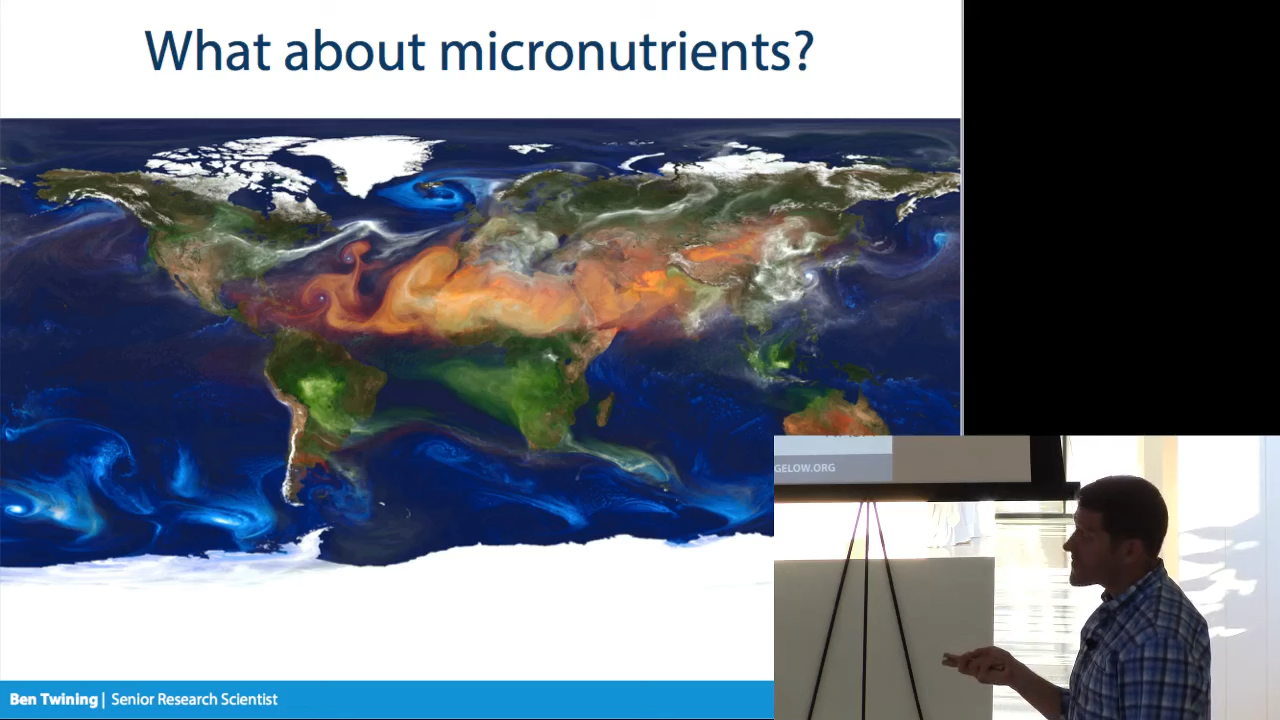 What about micronutrients?
GELOW.ORG
Ben Twining | Senior Research Scientist